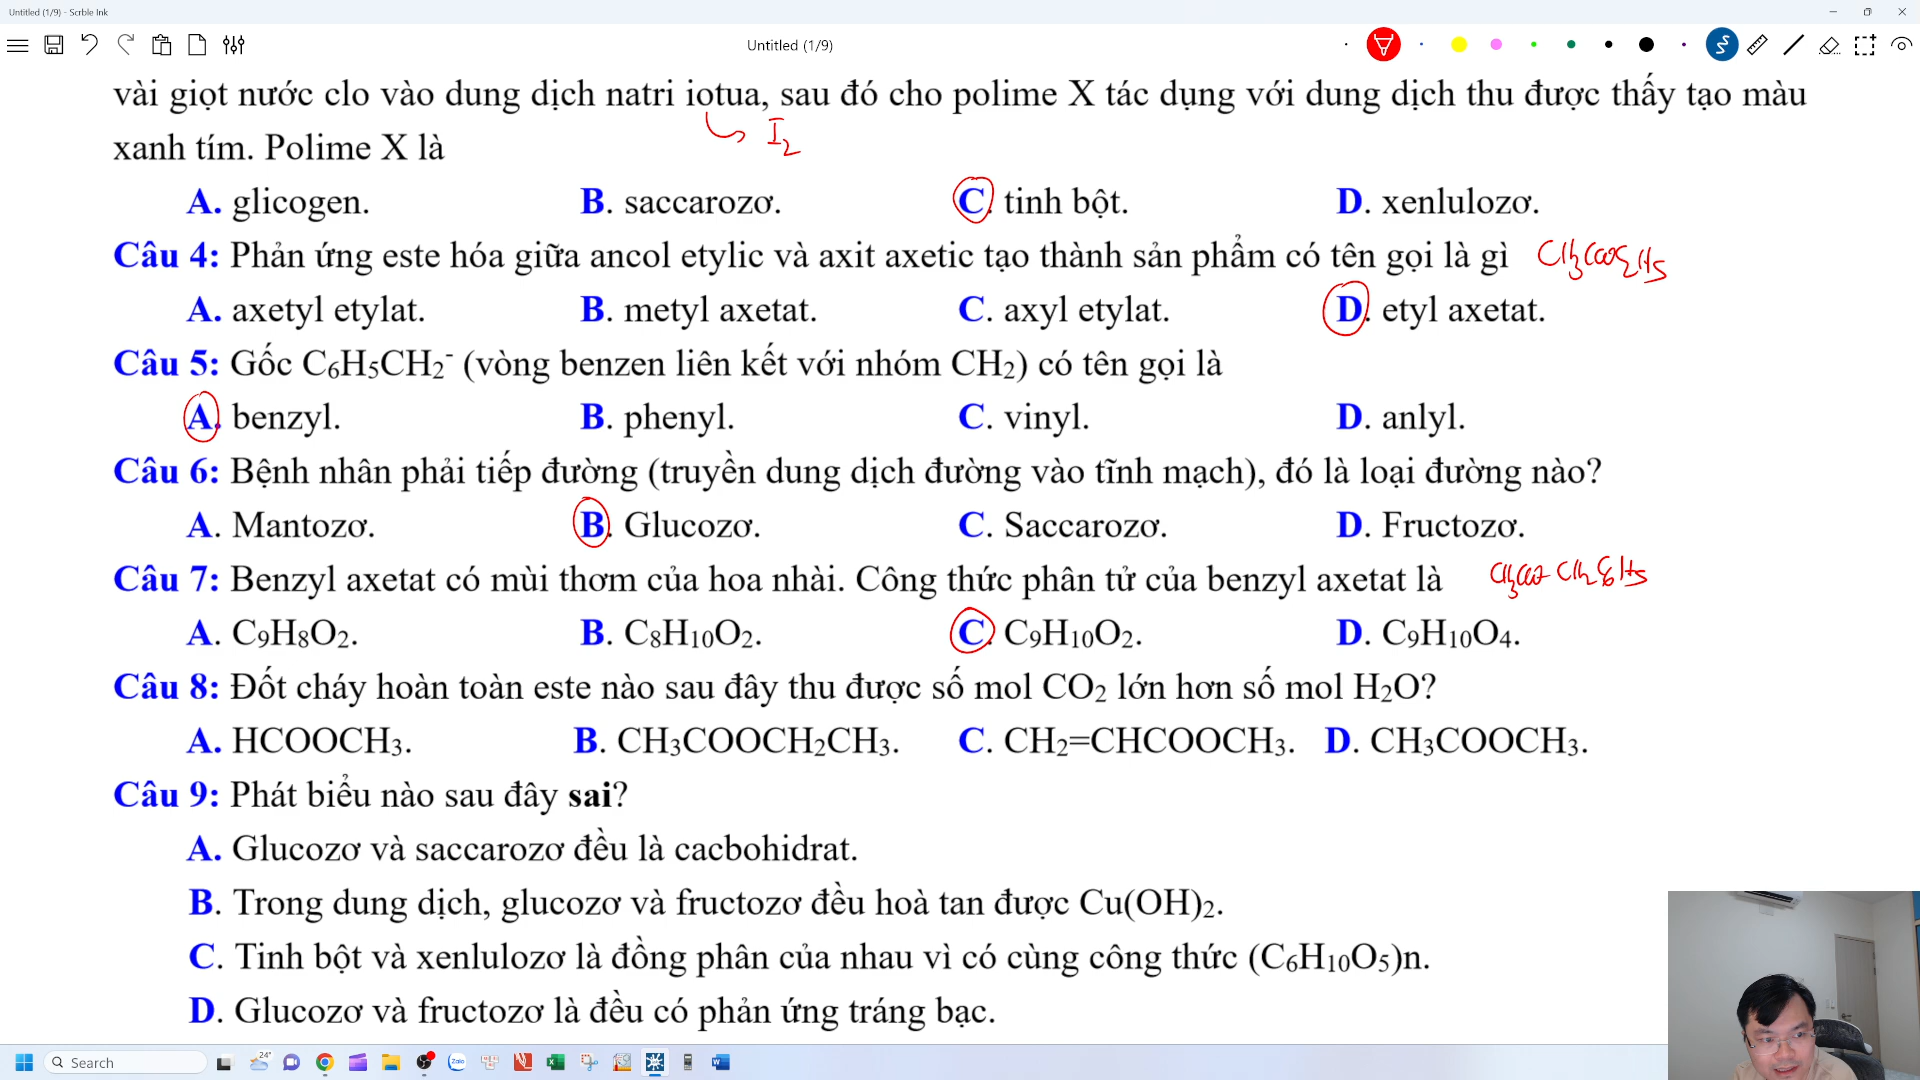 Untitled (1/9) - Scrble Ink
Untitled (1/9)
vài giọt nước clo vào dung dịch natri iotua, sau đó cho polime X tác dụng với dung dịch thu được thấy tạo màu
I₂
xanh tím. Polime X là
A. glicogen. B. saccarozơ. C. tinh bột. D. xenlulozơ.
Câu 4: Phản ứng este hóa giữa ancol etylic và axit axetic tạo thành sản phẩm có tên gọi là gì
A. axetyl etylat. B. metyl axetat. C. axyl etylat. D. etyl axetat.
Câu 5: Gốc C₆H₅CH₂⁻ (vòng benzen liên kết với nhóm CH₂) có tên gọi là
A. benzyl. B. phenyl. C. vinyl. D. anlyl.
Câu 6: Bệnh nhân phải tiếp đường (truyền dung dịch đường vào tĩnh mạch), đó là loại đường nào?
A. Mantozơ. B. Glucozơ. C. Saccarozơ. D. Fructozơ.
Câu 7: Benzyl axetat có mùi thơm của hoa nhài. Công thức phân tử của benzyl axetat là
A. C₉H₈O₂. B. C₈H₁₀O₂. C. C₉H₁₀O₂. D. C₉H₁₀O₄.
Câu 8: Đốt cháy hoàn toàn este nào sau đây thu được số mol CO₂ lớn hơn số mol H₂O?
A. HCOOCH₃. B. CH₃COOCH₂CH₃. C. CH₂=CHCOOCH₃. D. CH₃COOCH₃.
Câu 9: Phát biểu nào sau đây sai?
A. Glucozơ và saccarozơ đều là cacbohidrat.
B. Trong dung dịch, glucozơ và fructozơ đều hoà tan được Cu(OH)₂.
C. Tinh bột và xenlulozơ là đồng phân của nhau vì có cùng công thức (C₆H₁₀O₅)n.
D. Glucozơ và fructozơ là đều có phản ứng tráng bạc.
Search
24°
Zalo